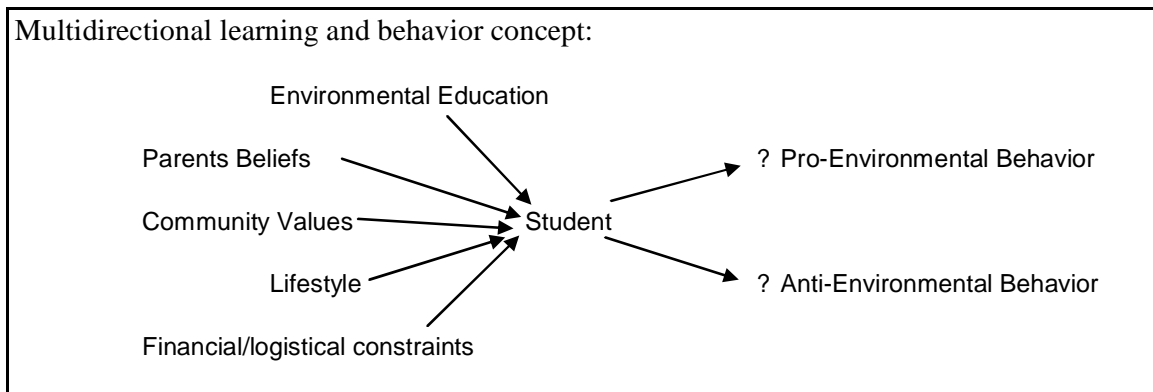 Multidirectional learning and behavior concept:
Environmental Education
Parents Beliefs
? Pro-Environmental Behavior
Community Values
Student
Lifestyle
? Anti-Environmental Behavior
Financial/logistical constraints